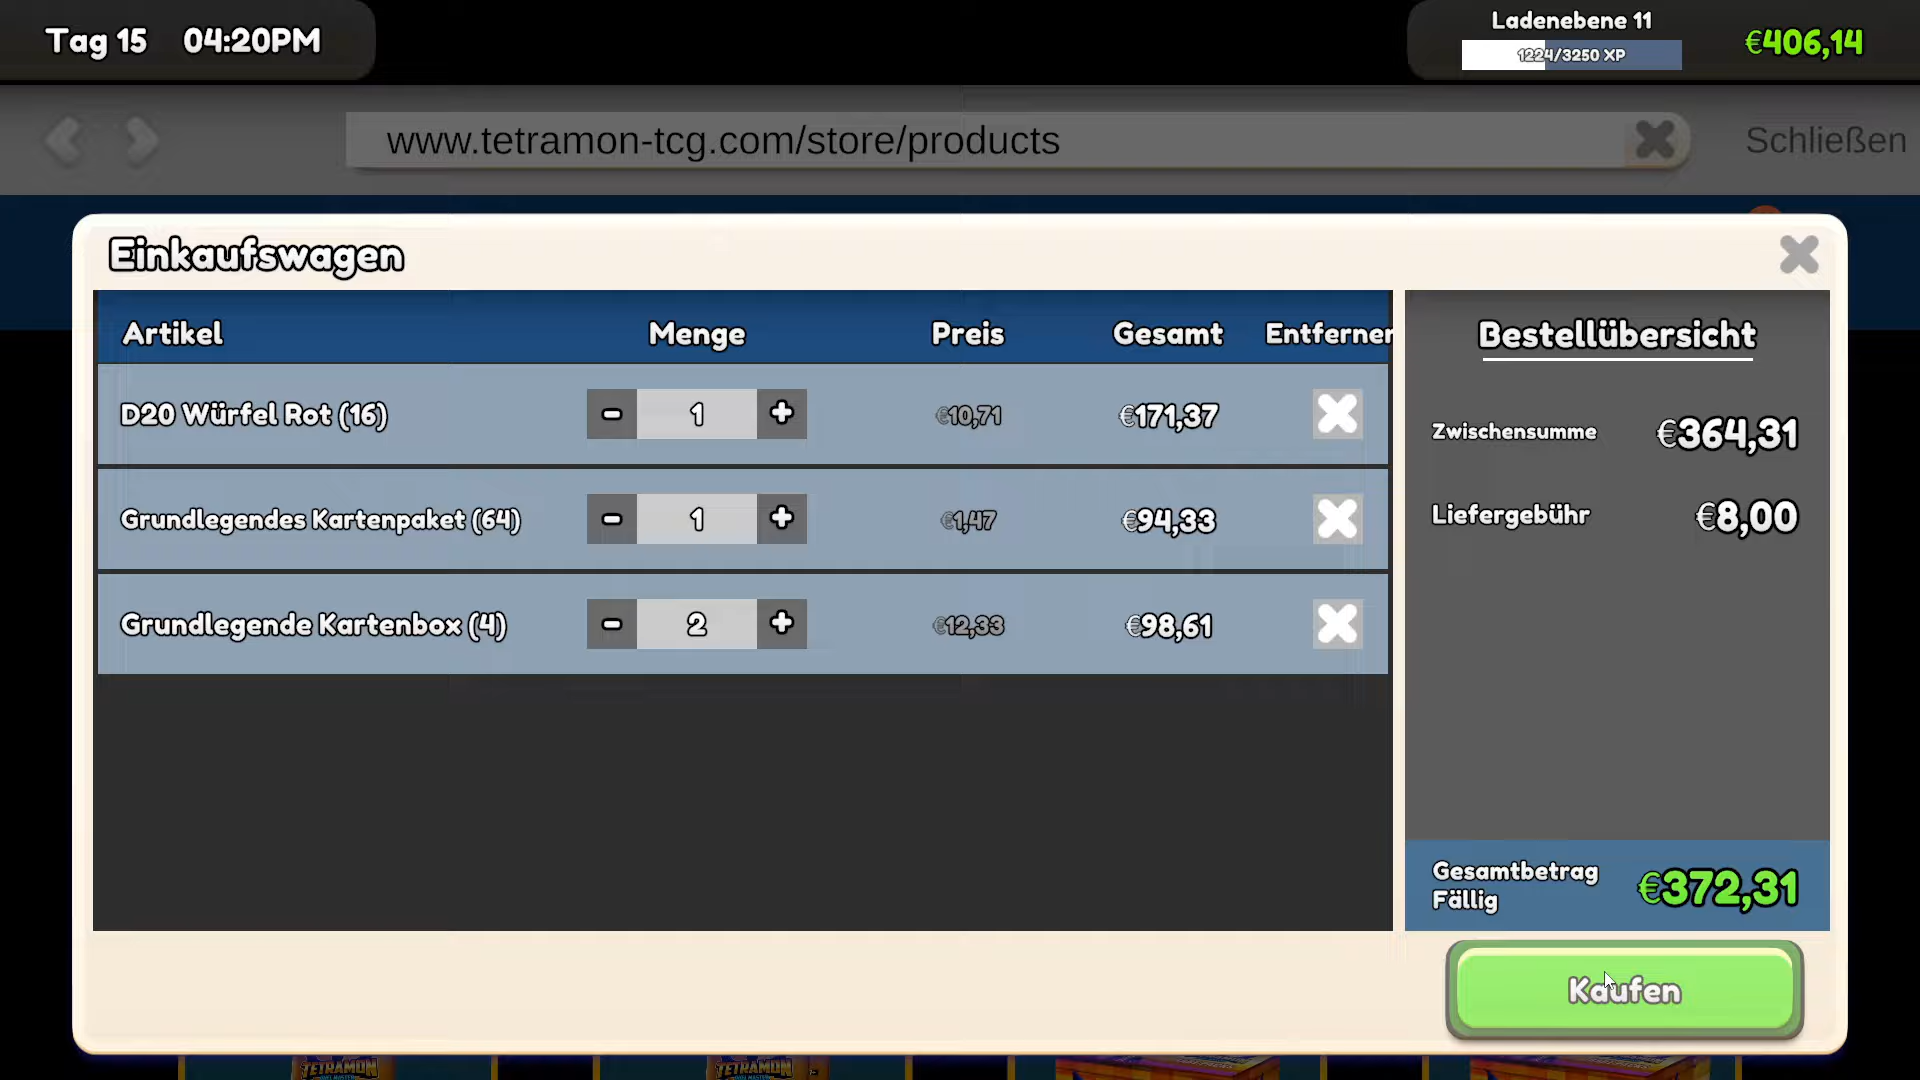 Tag 15 04:20PM
Ladenebene 11
1224/3250 XP
€406,14
www.tetramon-tcg.com/store/products
Schließen
Einkaufswagen
Artikel Menge Preis Gesamt Entferner
D20 Würfel Rot (16) - 1 + €10,71 €171,37
Grundlegendes Kartenpaket (64) - 1 + €1,47 €94,33
Grundlegende Kartenbox (4) - 2 + €12,33 €98,61
Bestellübersicht
Zwischensumme €364,31
Liefergebühr €8,00
Gesamtbetrag
Fällig
€372,31
Kaufen
TETRAMON TETRAMON